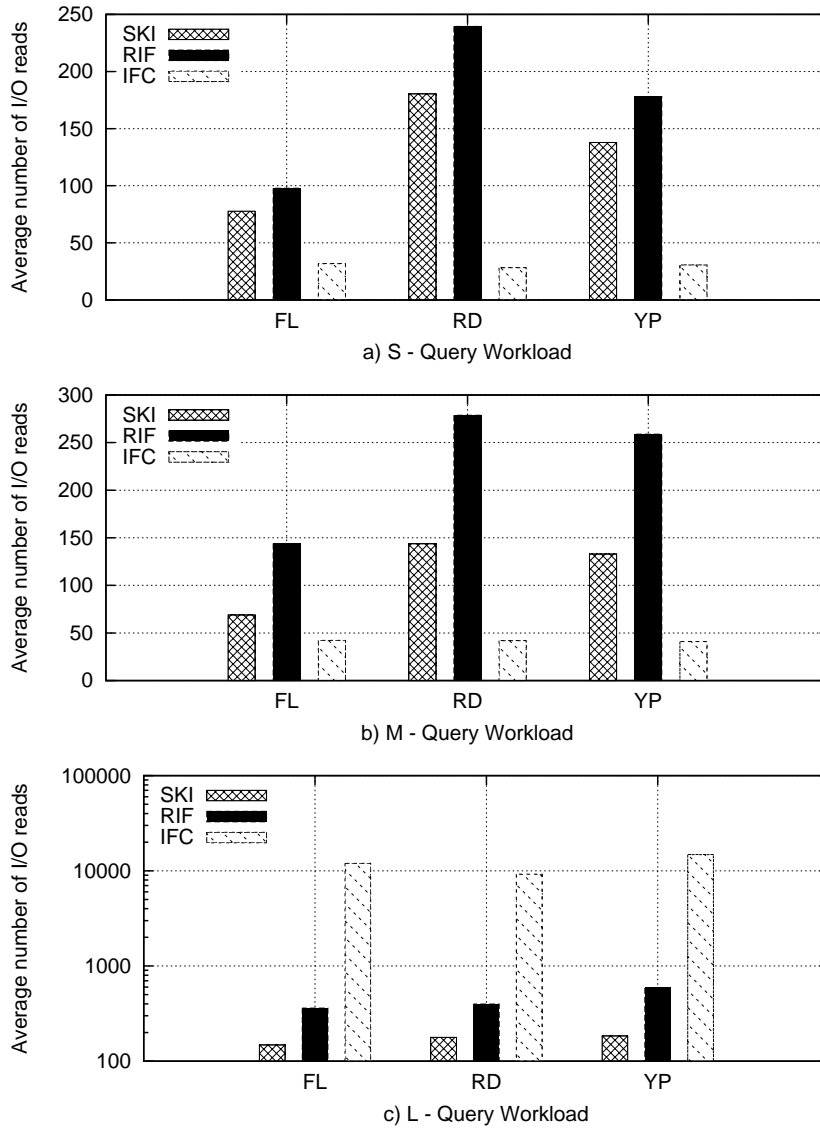 250
200
150
100
50
0
Average number of I/O reads
SKI
RIF
IFC
FL RD YP
a) S - Query Workload
300
250
200
150
100
50
0
Average number of I/O reads
SKI
RIF
IFC
FL RD YP
b) M - Query Workload
100000
10000
1000
100
Average number of I/O reads
SKI
RIF
IFC
FL RD YP
c) L - Query Workload